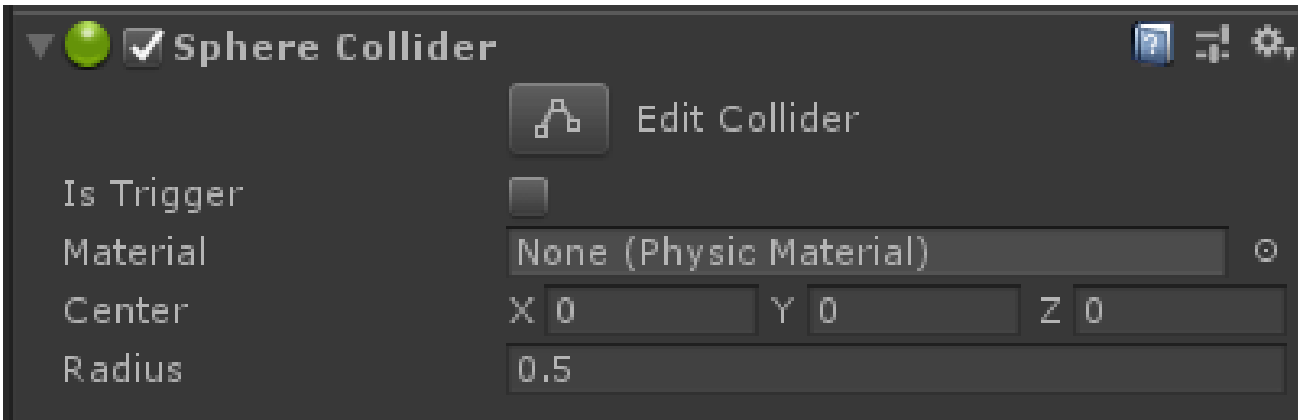 Sphere Collider
Edit Collider
Is Trigger
Material None (Physic Material)
Center X 0 Y 0 Z 0
Radius 0.5